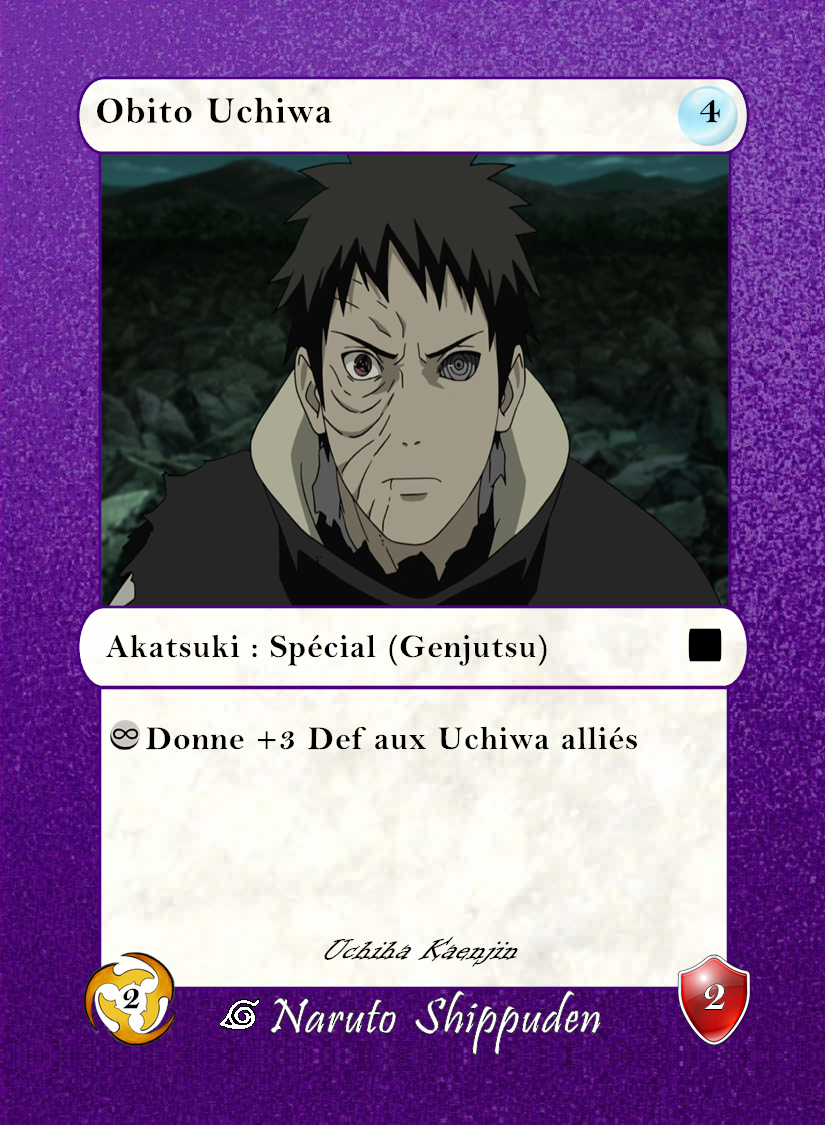 Obito Uchiwa
4
Akatsuki : Spécial (Genjutsu)
∞ Donne +3 Def aux Uchiwa alliés
Uchiha Kaenjin
2
Naruto Shippuden
2